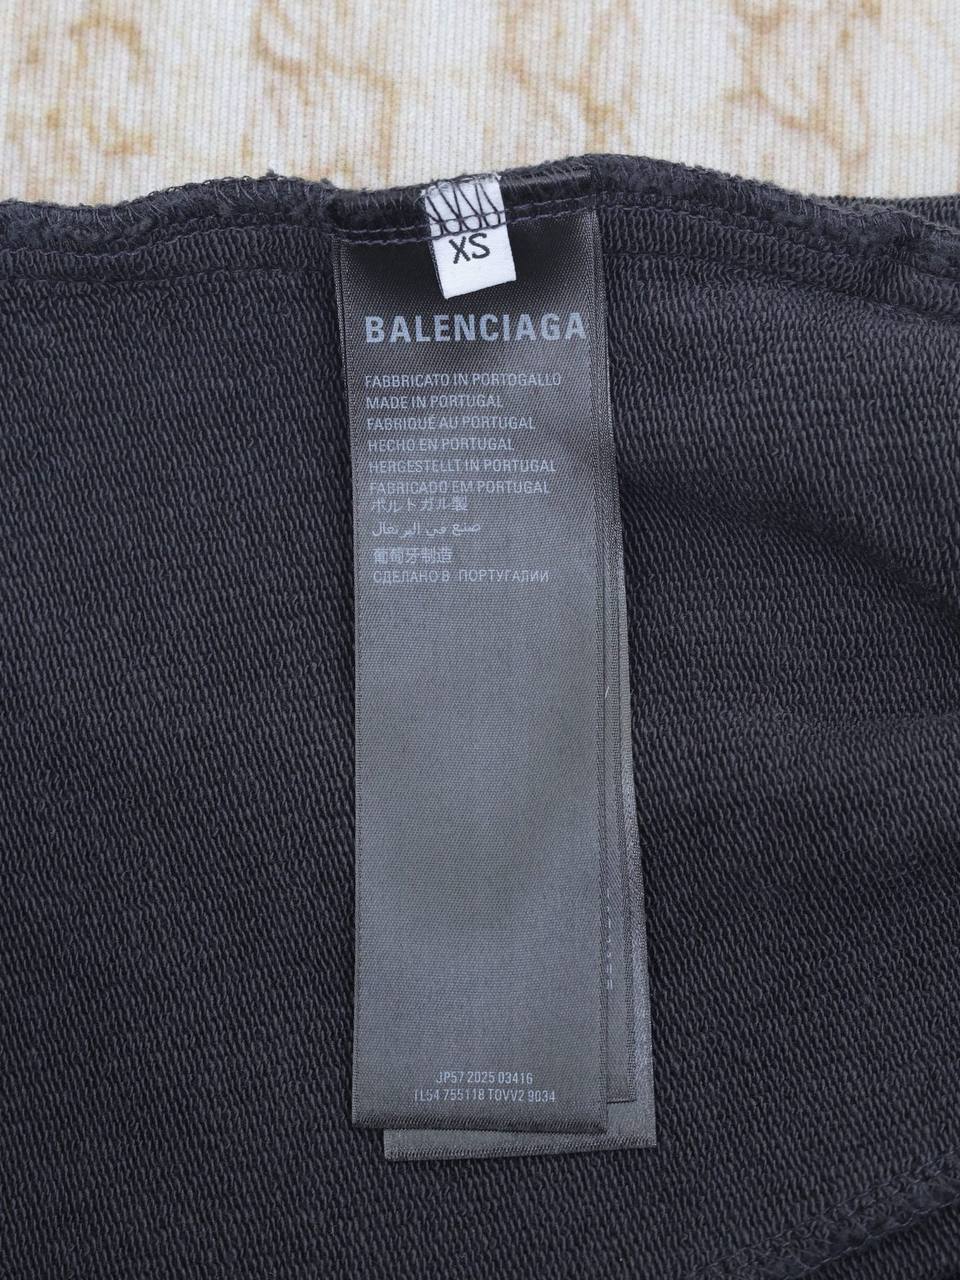 XS
BALENCIAGA
FABBRICATO IN PORTOGALLO
MADE IN PORTUGAL
FABRIQUÉ AU PORTUGAL
HECHO EN PORTUGAL
HERGESTELLT IN PORTUGAL
FABRICADO EM PORTUGAL
ポルトガル製
صنع في البرتغال
葡萄牙制造
СДЕЛАНО В ПОРТУГАЛИИ
JP57 2025 03416
1L54 755118 TOVV2 9034